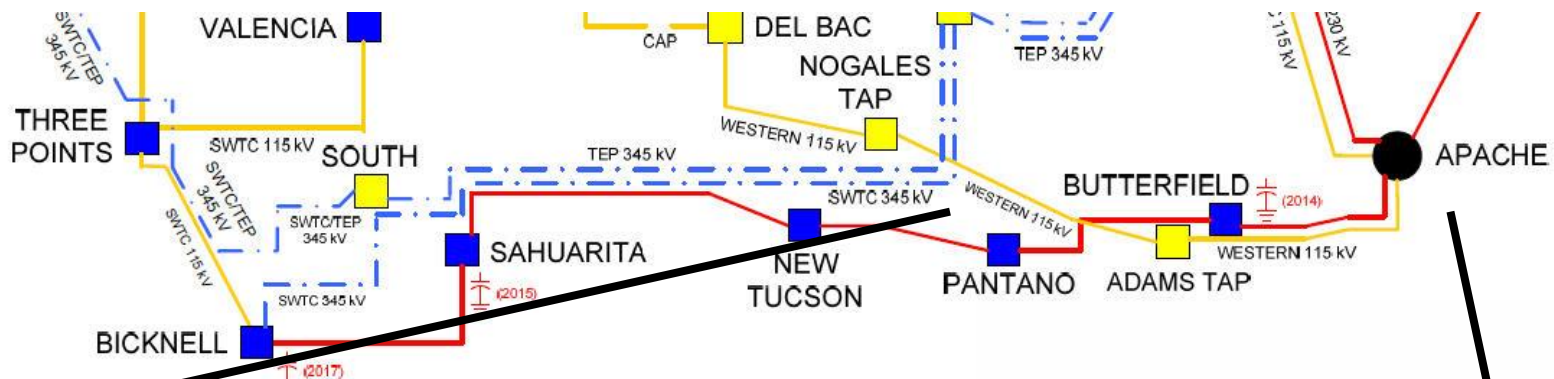 SWTC/TEP
345 kV
VALENCIA
CAP
DEL BAC
TEP 345 kV
115 kV
230 kV
NOGALES
TAP
THREE
POINTS
SWTC 115 kV
SOUTH
TEP 345 kV
WESTERN 115 kV
APACHE
SWTC/TEP
345 kV
SWTC/TEP
345 kV
SWTC 345 kV
WESTERN 115kV
BUTTERFIELD
(2014)
SWTC 115 kV
SAHUARITA
NEW
TUCSON
PANTANO
ADAMS TAP
WESTERN 115 kV
SWTC 345 kV
(2015)
BICKNELL
(2017)